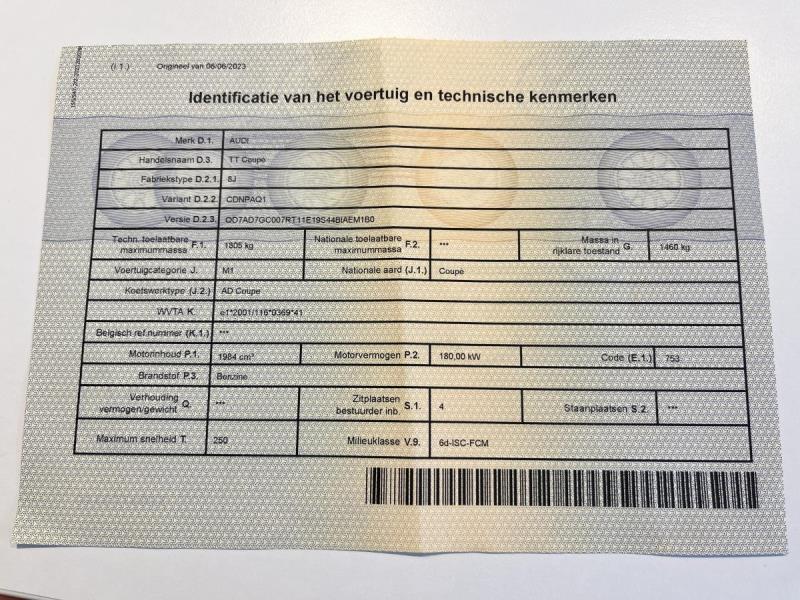 (I.1.) Origineel van 06/06/2023
Identificatie van het voertuig en technische kenmerken
Merk D.1. AUDI
Handelsnaam D.3. TT Coupe
Fabriekstype D.2.1. 8J
Variant D.2.2. CDNPAQ1
Versie D.2.3. QD7AD7GC007RT11E19S44BIAEM1B0
Techn. toelaatbare maximummassa F.1. 1805 kg Nationale toelaatbare maximummassa F.2. *** Massa in rijklare toestand G. 1460 kg
Voertuigcategorie J. M1 Nationale aard (J.1.) Coupe
Koetswerktype (J.2.) AD Coupe
WVTA K. e1*2001/116*0369*41
Belgisch ref.nummer (K.1.) ***
Motorinhoud P.1. 1984 cm³ Motorvermogen P.2. 180,00 kW Code (E.1.) 753
Brandstof P.3. Benzine
Verhouding vermogen/gewicht Q. *** Zitplaatsen bestuurder inb. S.1. 4 Staanplaatsen S.2. ***
Maximum snelheid T. 250 Milieuklasse V.9. 6d-ISC-FCM